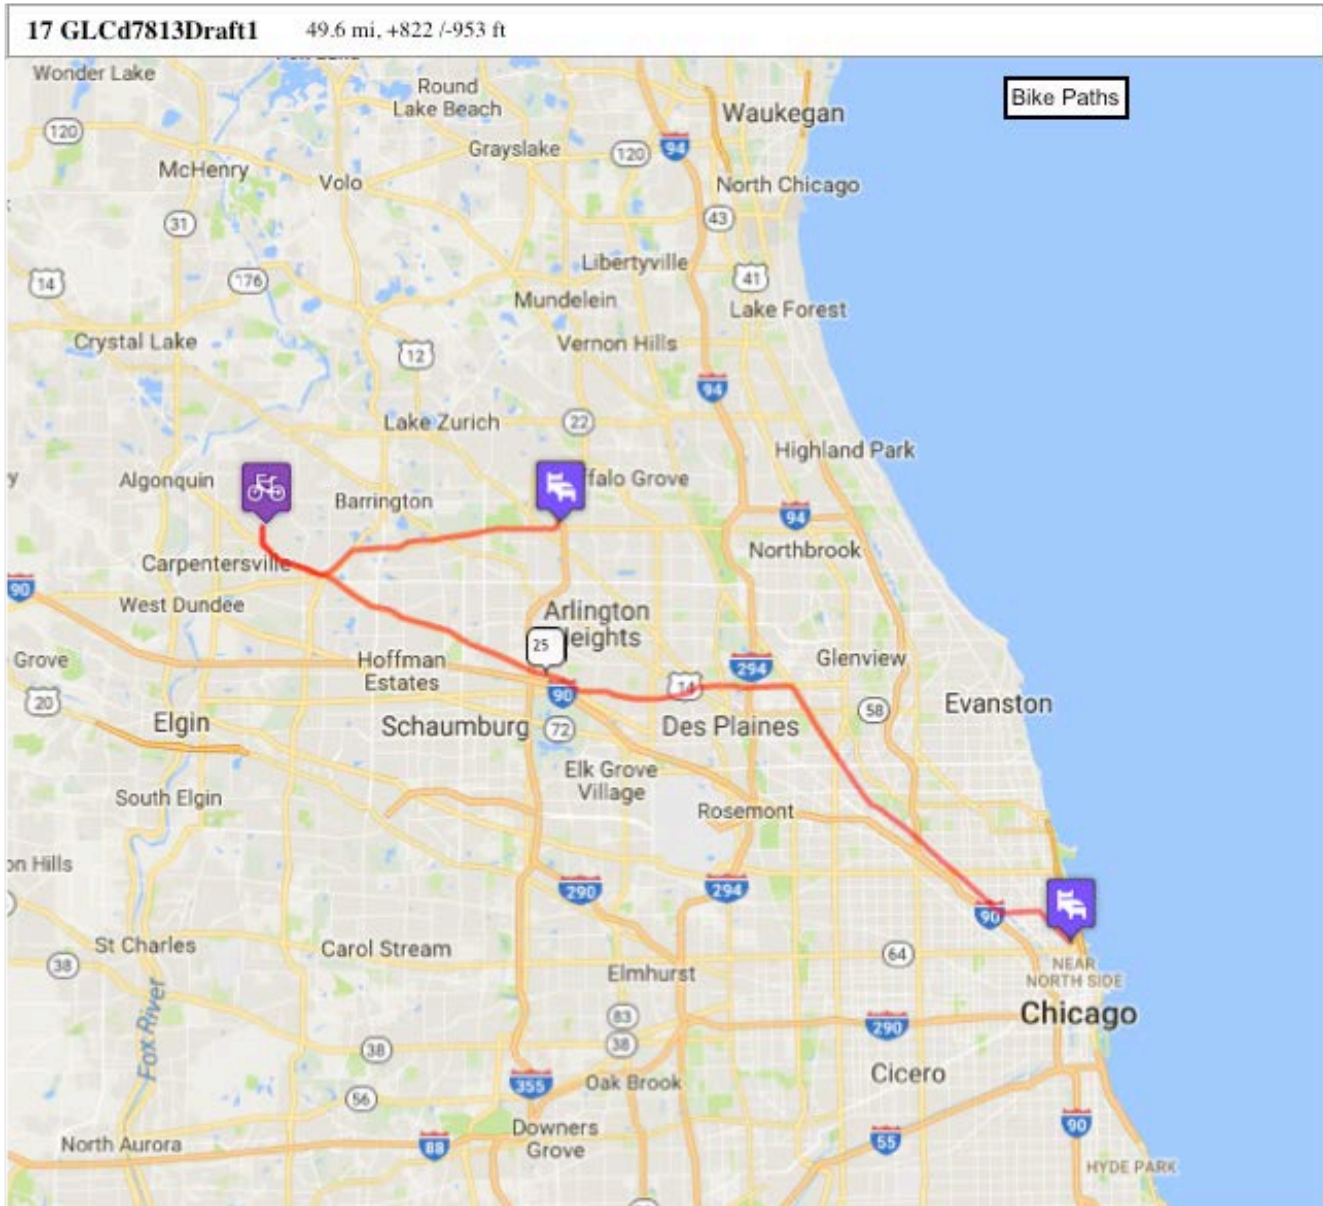 17 GLCd7813Draft1 49.6 mi, +822 /-953 ft
Bike Paths
Wonder Lake
Round
Lake Beach
Waukegan
120
94
Grayslake
120
McHenry
Volo
North Chicago
31
43
Libertyville
41
176
14
Mundelein
Lake Forest
Crystal Lake
Vernon Hills
12
94
Lake Zurich
22
Highland Park
Algonquin
ffalo Grove
Barrington
94
Northbrook
Carpentersville
90
West Dundee
Arlington
Heights
25
Grove
Hoffman
Estates
294
Glenview
14
90
20
Elgin
Schaumburg
72
Des Plaines
58
Evanston
Elk Grove
Village
South Elgin
Rosemont
on Hills
290
294
90
St Charles
Carol Stream
64
38
Elmhurst
NEAR
NORTH SIDE
Chicago
Fox River
83
290
38
38
Cicero
355
Oak Brook
56
Downers
Grove
90
North Aurora
88
55
HYDE PARK